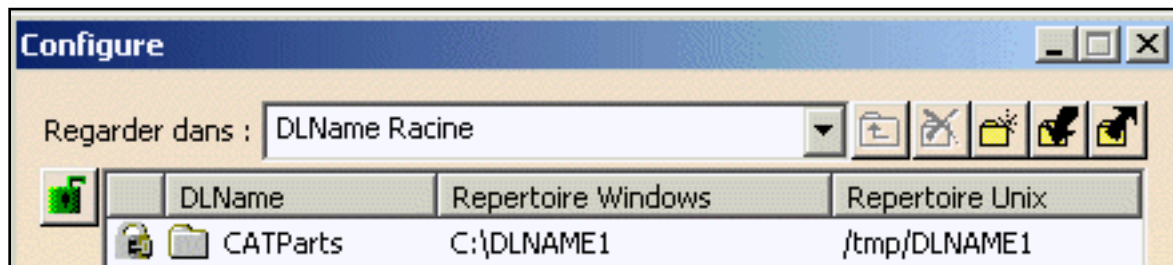 Configure
Regarder dans : DLName Racine
DLName Repertoire Windows Repertoire Unix
CATParts C:\DLNAME1 /tmp/DLNAME1